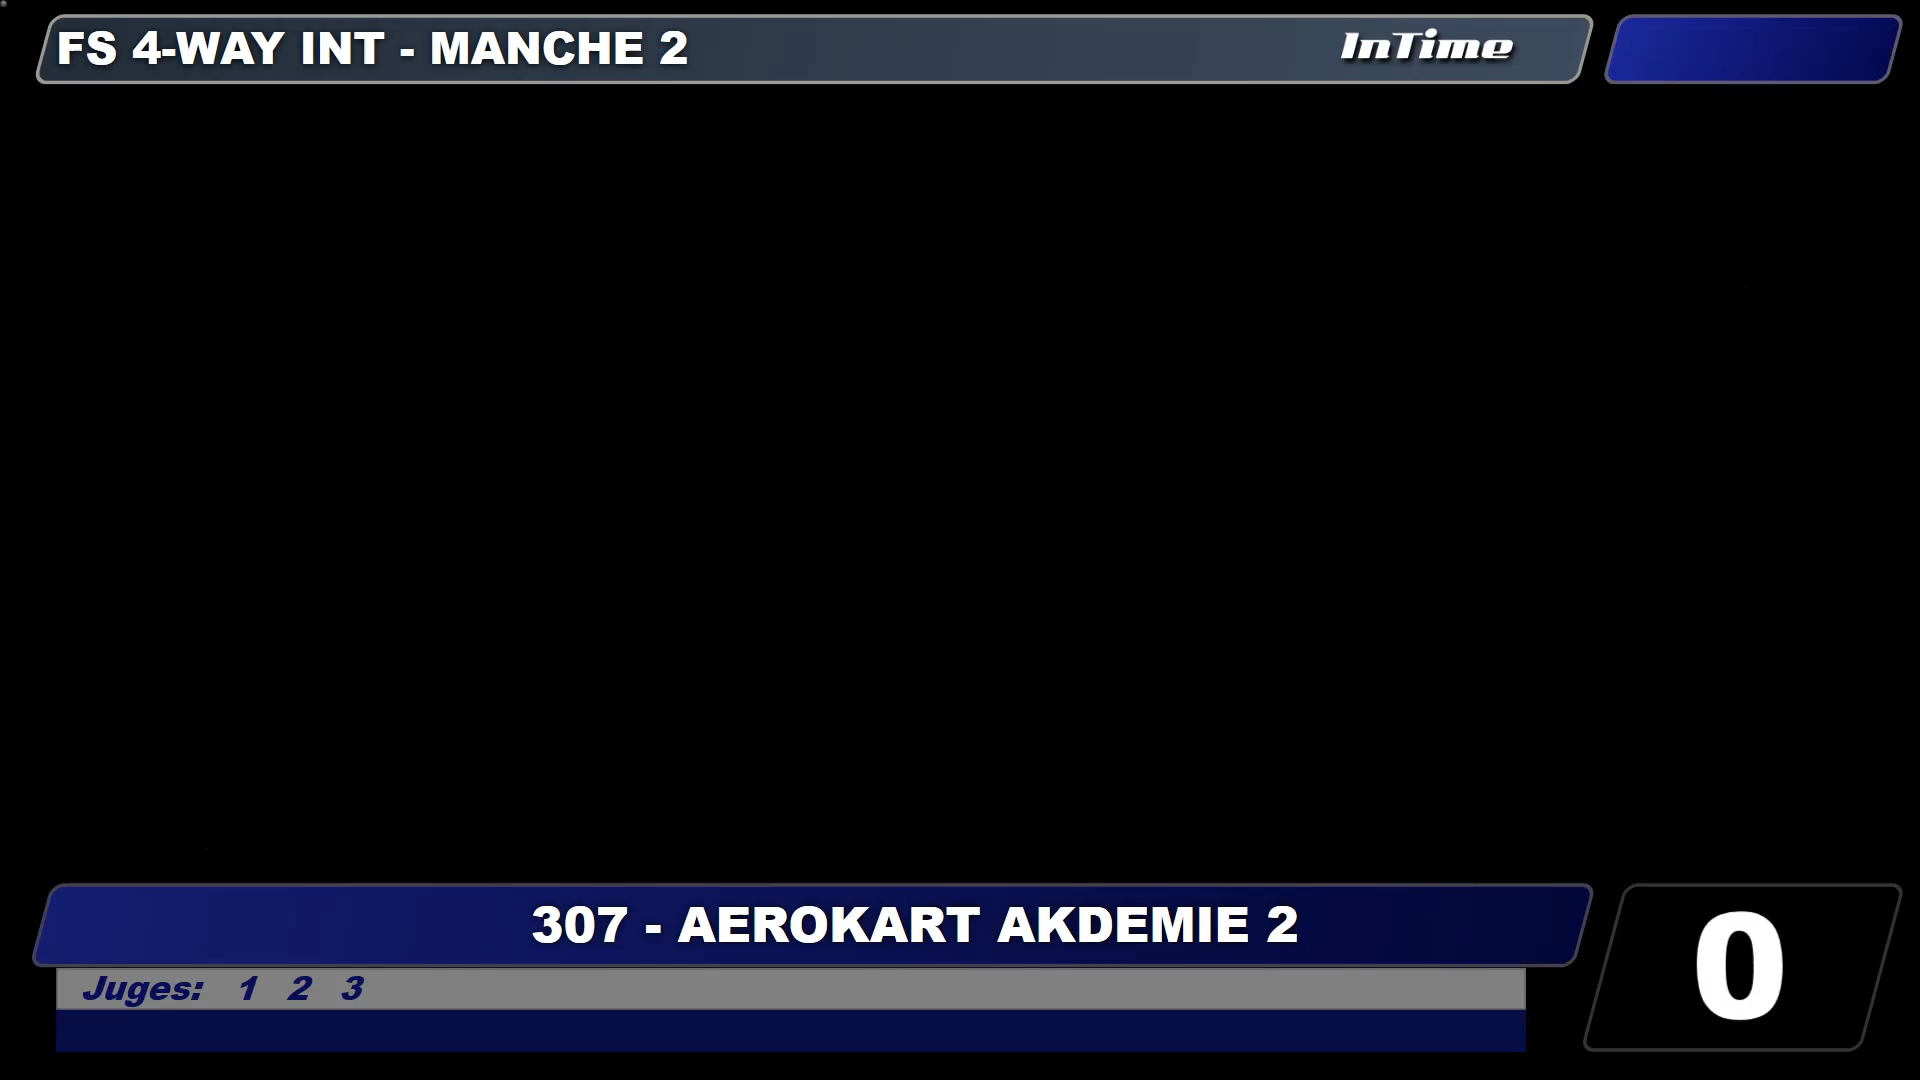 FS 4-WAY INT - MANCHE 2
InTime
307 - AEROKART AKDEMIE 2
Juges: 1 2 3
0